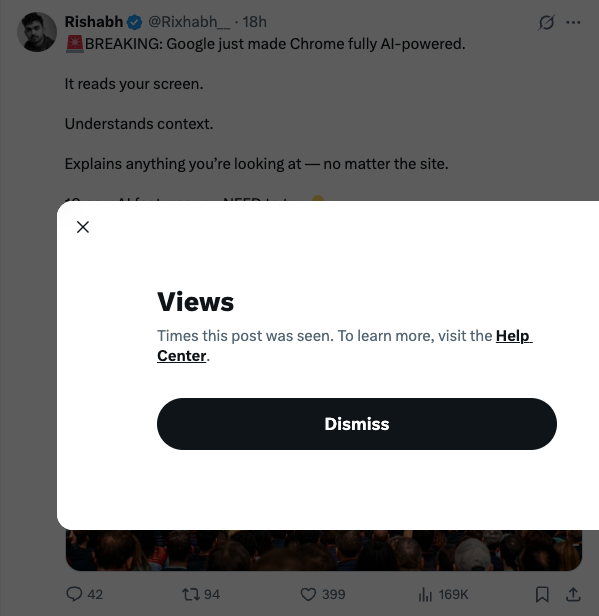 Rishabh @Rixhabh__ · 18h
🚨BREAKING: Google just made Chrome fully AI-powered.
It reads your screen.
Understands context.
Explains anything you’re looking at — no matter the site.
Views
Times this post was seen. To learn more, visit the Help
Center.
Dismiss
42 94 399 169K